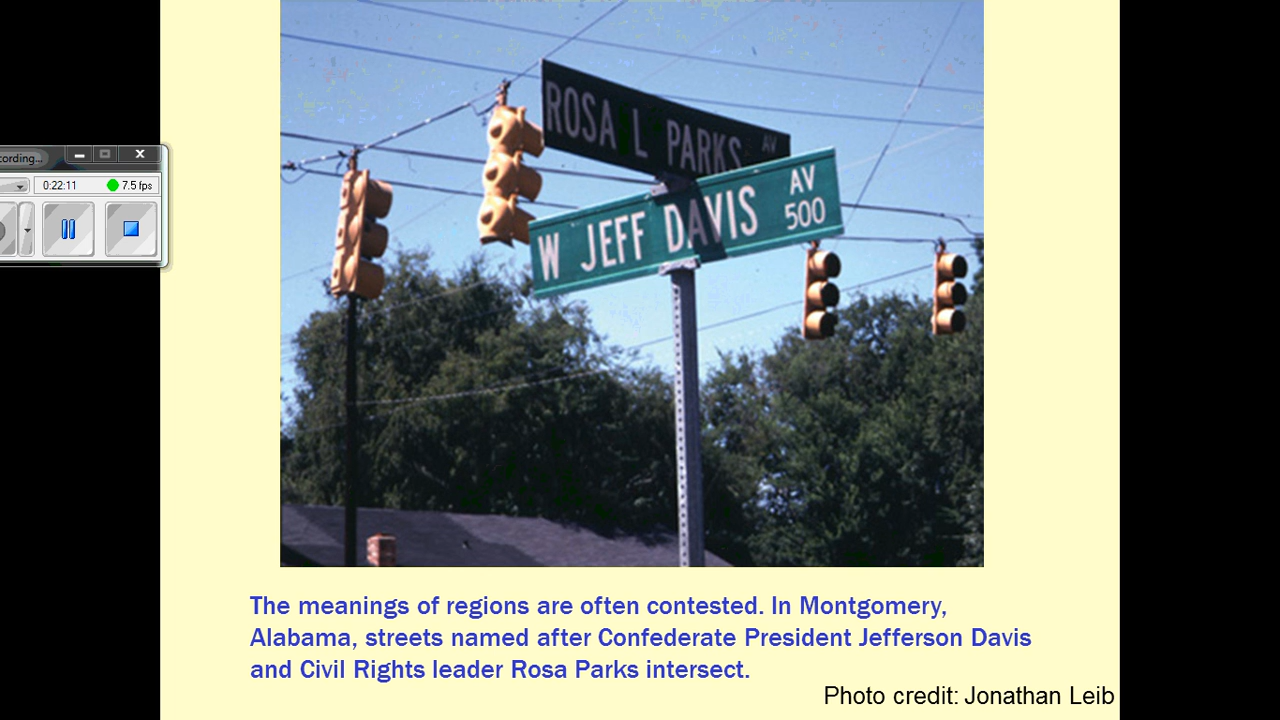 ROSA L PARKS AV
W JEFF DAVIS AV
500
cording...
0:22:11 7.5 fps
The meanings of regions are often contested. In Montgomery,
Alabama, streets named after Confederate President Jefferson Davis
and Civil Rights leader Rosa Parks intersect.
Photo credit: Jonathan Leib